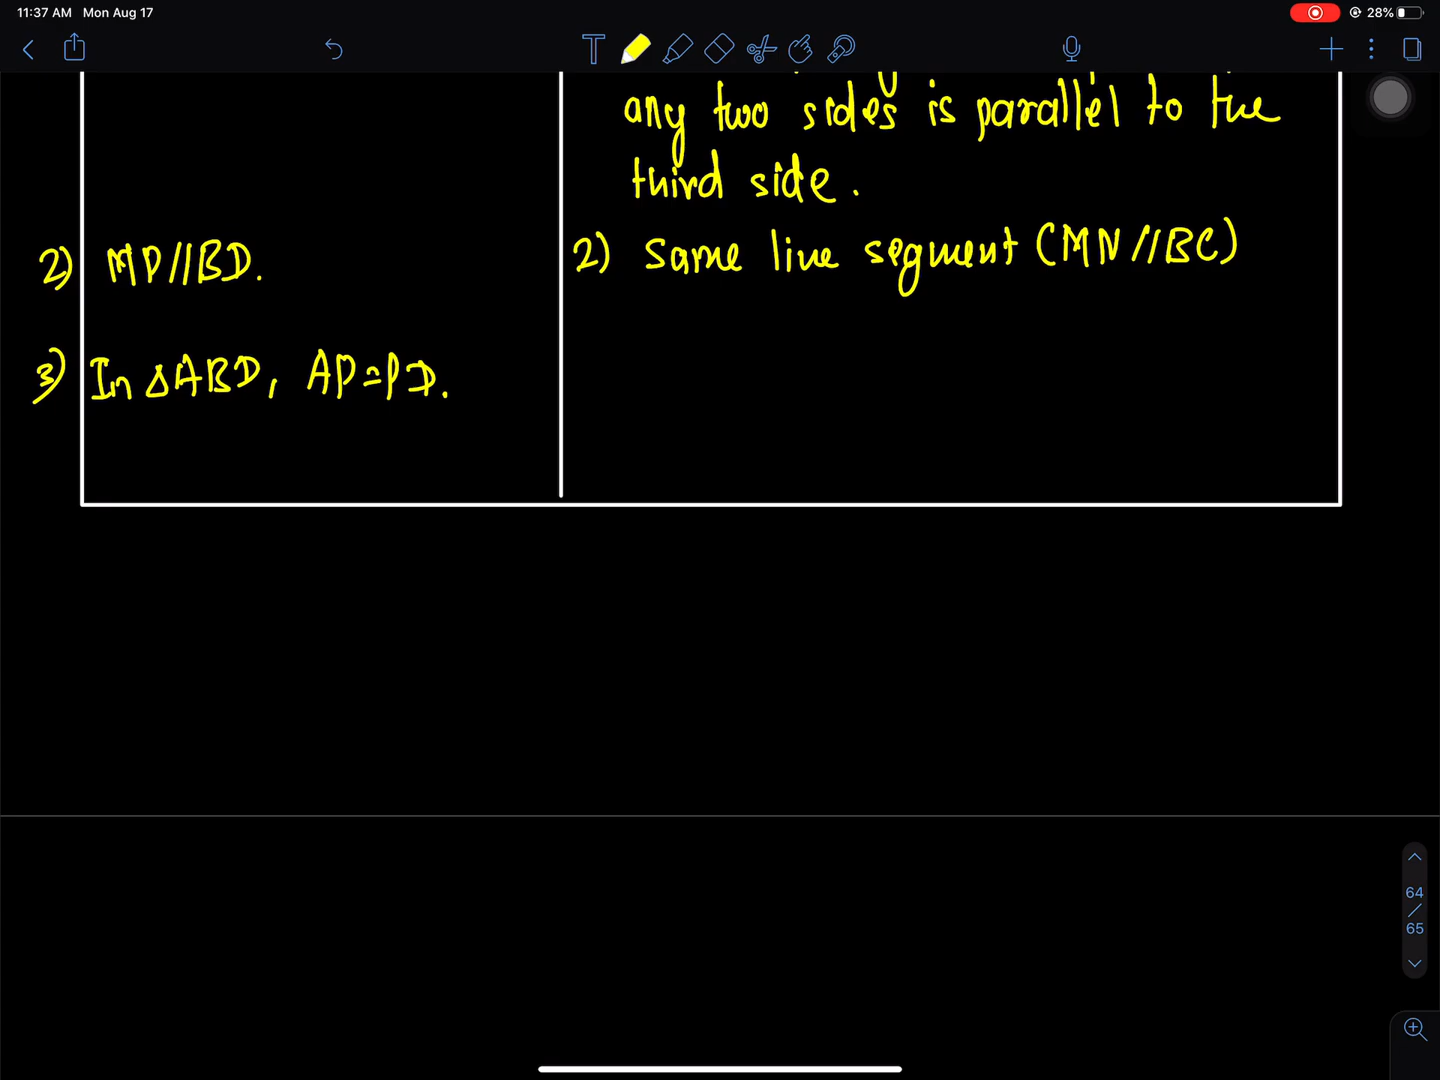 11:37 AM Mon Aug 17
28%
any two sides is parallel to the
third side.
2) MP//BD.
2) Same line segment (MN//BC)
3) In ΔABD, AP=PD.
64
/
65